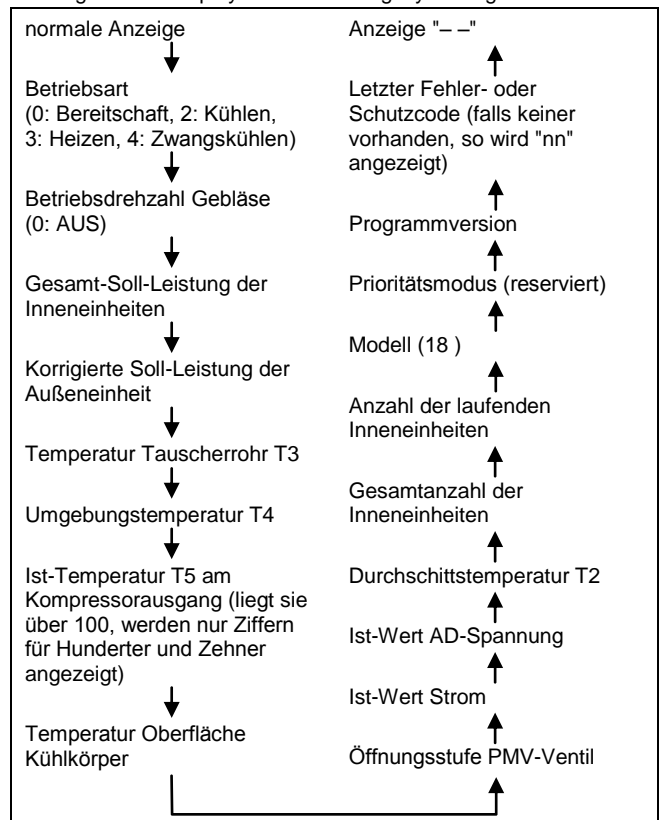 normale Anzeige
Betriebsart
(0: Bereitschaft, 2: Kühlen,
3: Heizen, 4: Zwangskühlen)
Betriebsdrehzahl Gebläse
(0: AUS)
Gesamt-Soll-Leistung der
Inneneinheiten
Korrigierte Soll-Leistung der
Außeneinheit
Temperatur Tauscherrohr T3
Umgebungstemperatur T4
Ist-Temperatur T5 am
Kompressorausgang (liegt sie
über 100, werden nur Ziffern
für Hunderter und Zehner
angezeigt)
Temperatur Oberfläche
Kühlkörper
Öffnungsstufe PMV-Ventil
Ist-Wert Strom
Ist-Wert AD-Spannung
Durchschittstemperatur T2
Gesamtanzahl der
Inneneinheiten
Anzahl der laufenden
Inneneinheiten
Modell (18 )
Prioritätsmodus (reserviert)
Programmversion
Letzter Fehler- oder
Schutzcode (falls keiner
vorhanden, so wird "nn"
angezeigt)
Anzeige "– –"